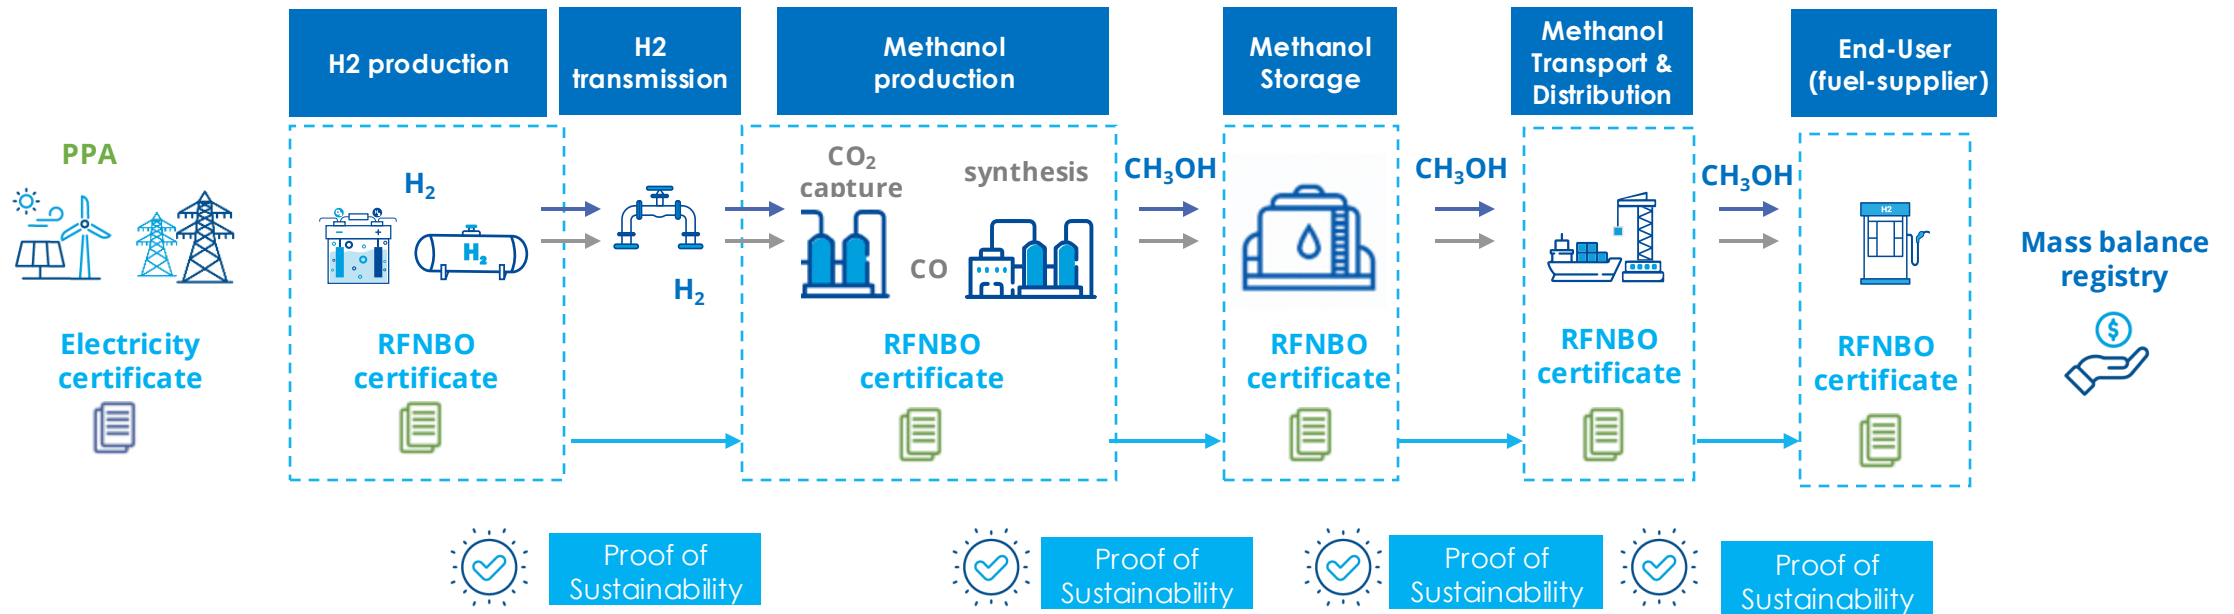 H2 production
H2
transmission
Methanol
production
Methanol
Storage
Methanol
Transport &
Distribution
End-User
(fuel-supplier)
PPA
Electricity
certificate
H₂
H₂
RFNBO
certificate
H₂
CO₂
capture
synthesis
CO
RFNBO
certificate
CH₃OH
RFNBO
certificate
CH₃OH
RFNBO
certificate
CH₃OH
H2
RFNBO
certificate
Mass balance
registry
$
Proof of
Sustainability
Proof of
Sustainability
Proof of
Sustainability
Proof of
Sustainability